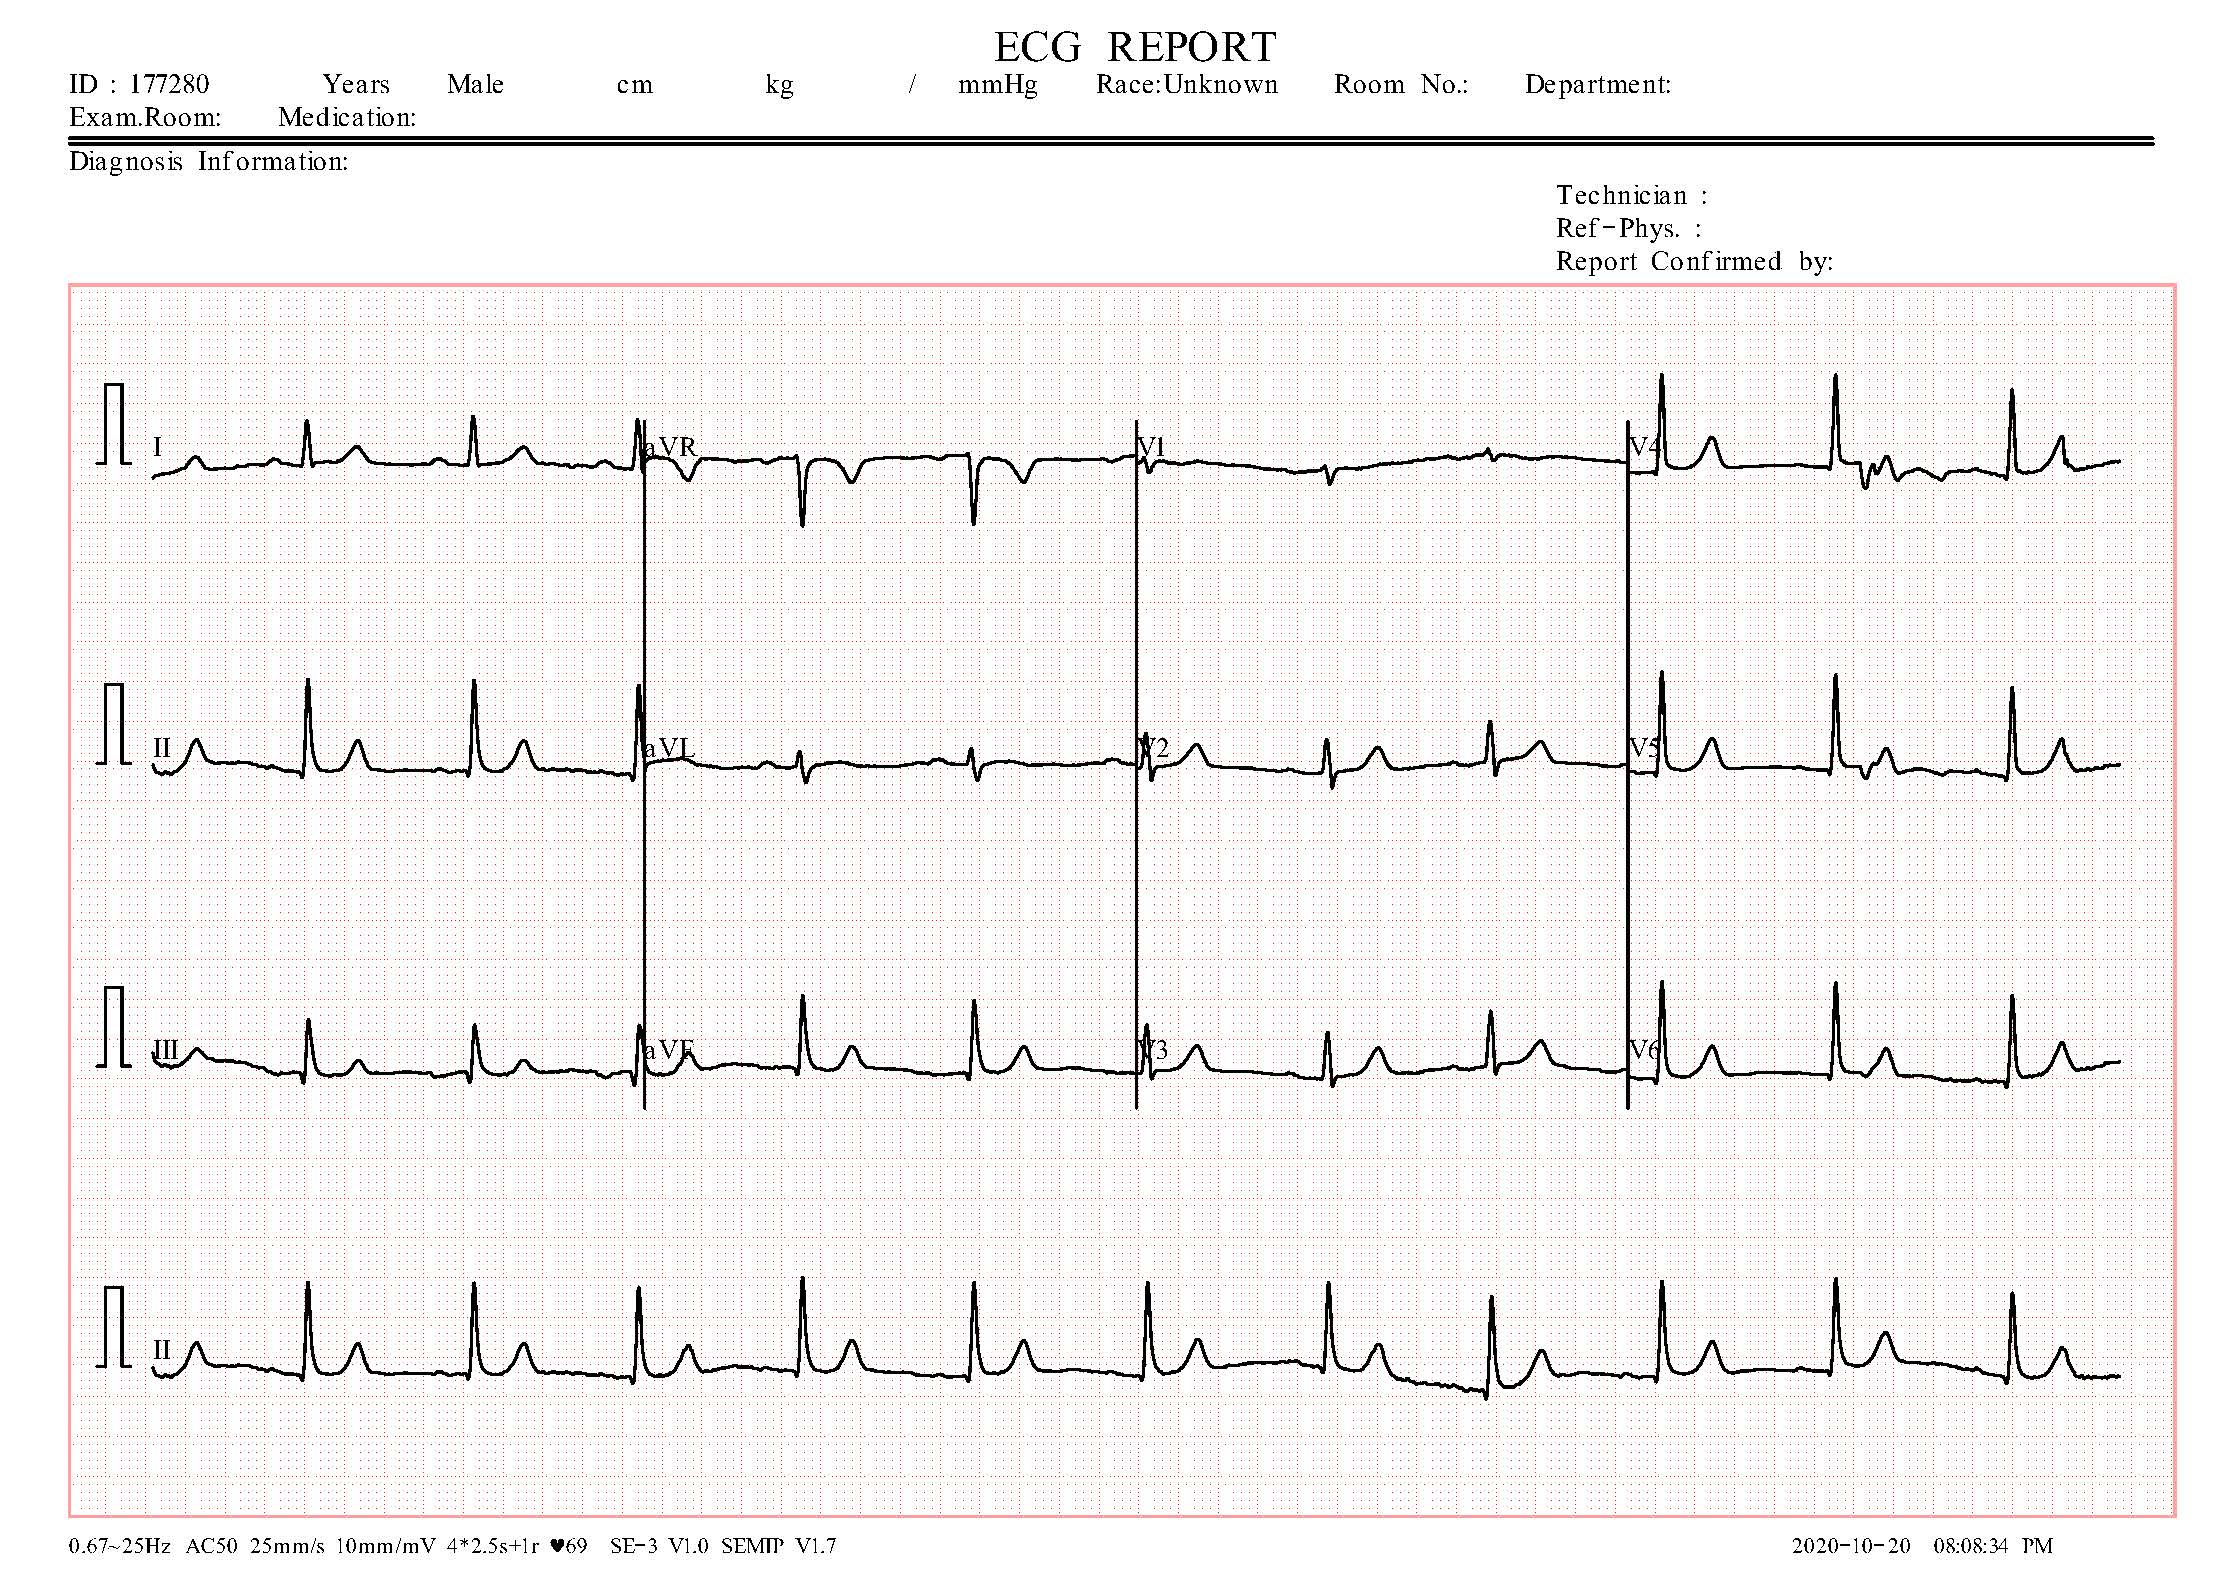 ECG REPORT
ID : 177280 Years Male cm kg / mmHg Race:Unknown Room No.: Department:
Exam.Room: Medication:
Diagnosis Information:
Technician :
Ref-Phys. :
Report Confirmed by:
I aVR V1 V4
II aVL V2 V5
III aVF V3 V6
II
0.67~25Hz AC50 25mm/s 10mm/mV 4*2.5s+1r ♥69 SE-3 V1.0 SEMIP V1.7 2020-10-20 08:08:34 PM